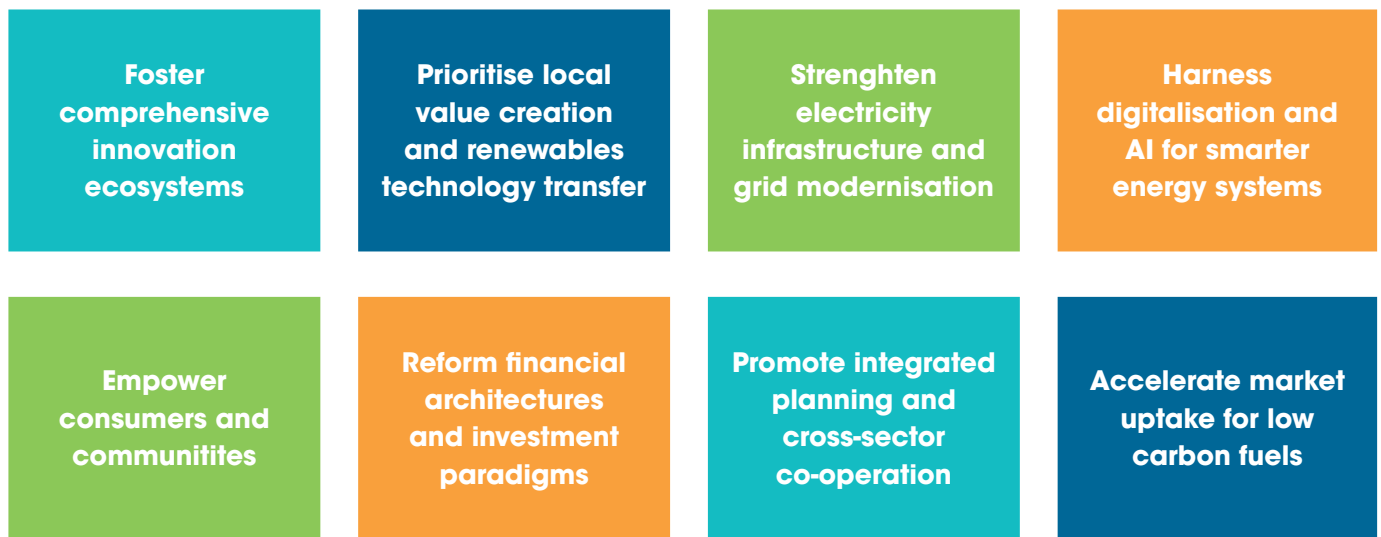 Foster
comprehensive
innovation
ecosystems
Prioritise local
value creation
and renewables
technology transfer
Strenghten
electricity
infrastructure and
grid modernisation
Harness
digitalisation and
AI for smarter
energy systems
Empower
consumers and
communitites
Reform financial
architectures
and investment
paradigms
Promote integrated
planning and
cross-sector
co-operation
Accelerate market
uptake for low
carbon fuels